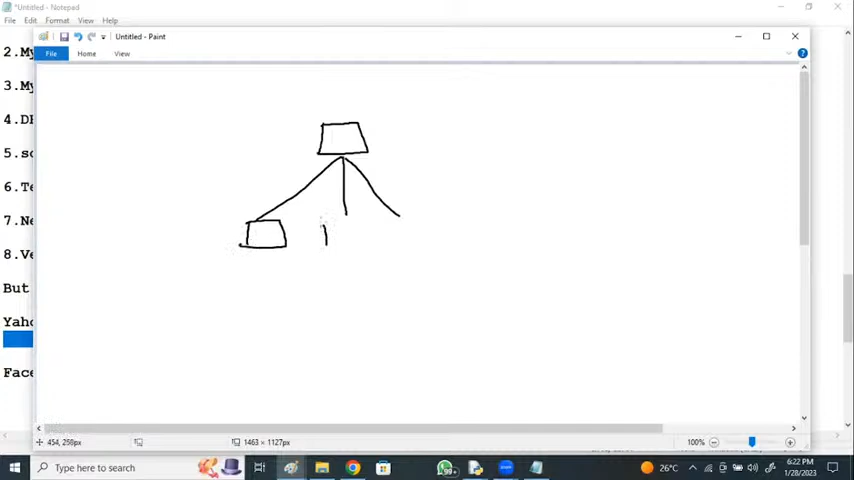 *Untitled - Notepad
File Edit Format View Help
Untitled - Paint
File Home View
2.My
3.My
4.DH
5.so
6.Te
7.Ne
8.Ve
But
Yaho
Face
454, 259px
1463 × 1127px
100%
Type here to search
99+
26°C
6:22 PM
1/28/2023